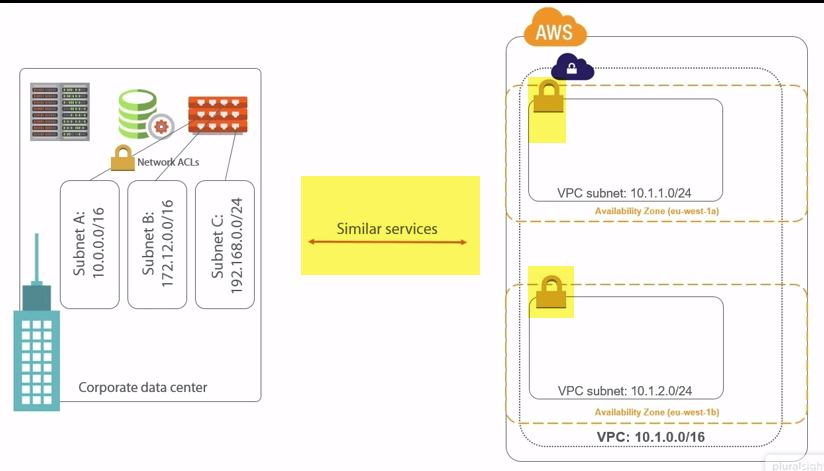 AWS
Network ACLs
Subnet A:
10.0.0.0/16
Subnet B:
172.12.0.0/16
Subnet C:
192.168.0.0/24
Corporate data center
Similar services
VPC subnet: 10.1.1.0/24
Availability Zone (eu-west-1a)
VPC subnet: 10.1.2.0/24
Availability Zone (eu-west-1b)
VPC: 10.1.0.0/16
pluralsigh